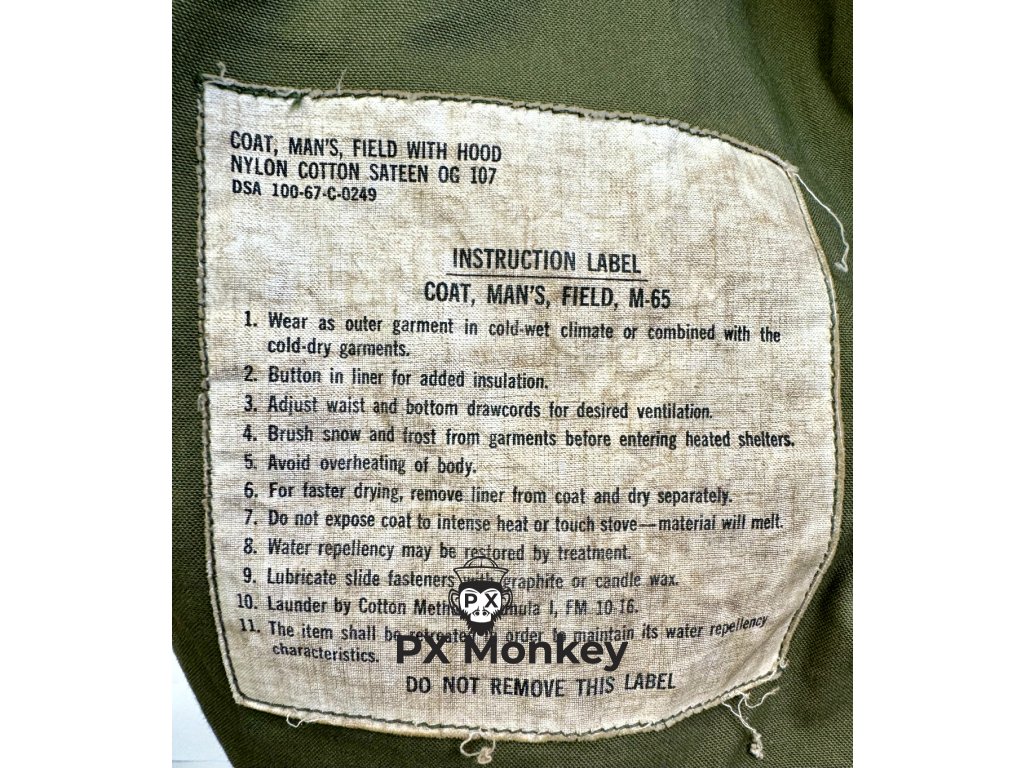 COAT, MAN'S, FIELD WITH HOOD
NYLON COTTON SATEEN OG 107
DSA 100-67-C-0249
INSTRUCTION LABEL
COAT, MAN'S, FIELD, M-65
1. Wear as outer garment in cold-wet climate or combined with the
cold-dry garments.
2. Button in liner for added insulation.
3. Adjust waist and bottom drawcords for desired ventilation.
4. Brush snow and frost from garments before entering heated shelters.
5. Avoid overheating of body.
6. For faster drying, remove liner from coat and dry separately.
7. Do not expose coat to intense heat or touch stove—material will melt.
8. Water repellency may be restored by treatment.
9. Lubricate slide fasteners with graphite or candle wax.
10. Launder by Cotton Method Formula I, FM 10-16.
11. The item shall be retreated in order to maintain its water repellency
characteristics.
DO NOT REMOVE THIS LABEL
PX
PX Monkey